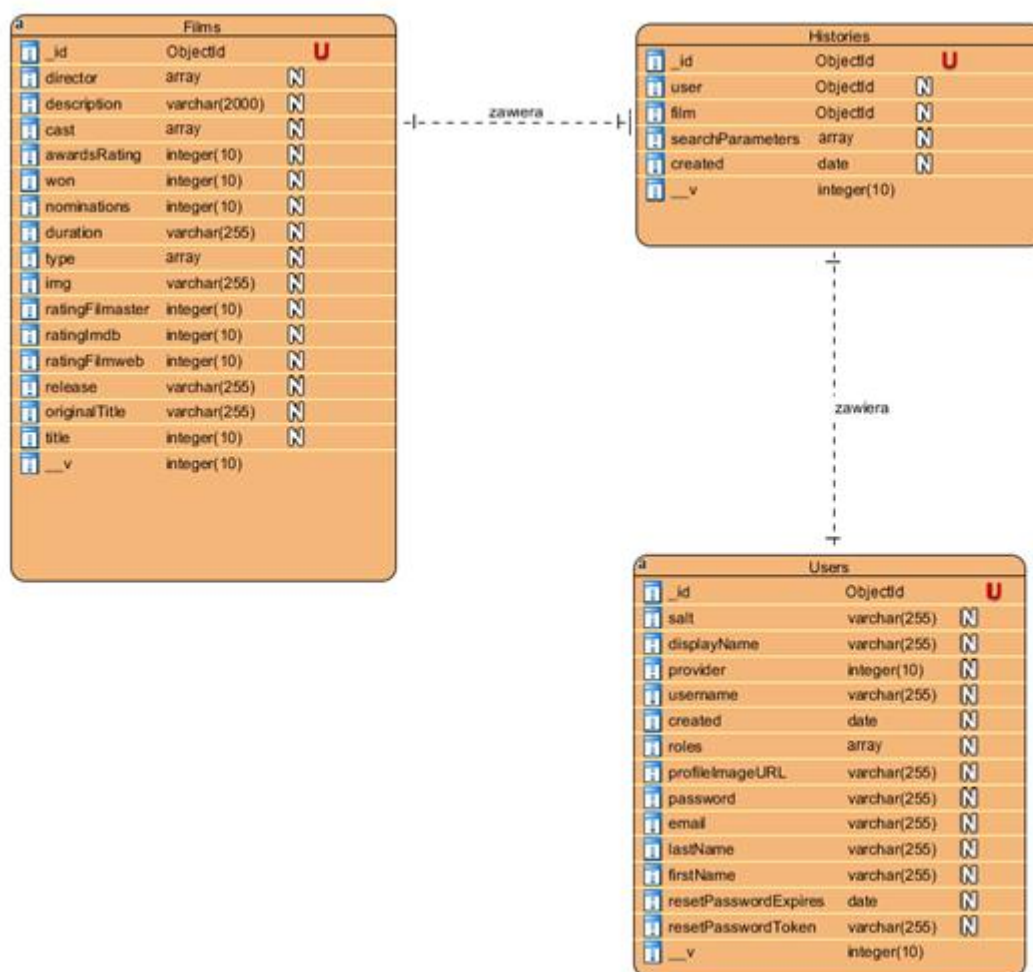 a Films
_id ObjectId U
director array N
description varchar(2000) N
cast array N
awardsRating integer(10) N
won integer(10) N
nominations integer(10) N
duration varchar(255) N
type array N
img varchar(255) N
ratingFilmaster integer(10) N
ratingImdb integer(10) N
ratingFilmweb integer(10) N
release varchar(255) N
originalTitle varchar(255) N
title integer(10) N
__v integer(10)
zawiera
Histories
_id ObjectId U
user ObjectId N
film ObjectId N
searchParameters array N
created date N
__v integer(10)
zawiera
a Users
_id ObjectId U
salt varchar(255) N
displayName varchar(255) N
provider integer(10) N
username varchar(255) N
created date N
roles array N
profileImageURL varchar(255) N
password varchar(255) N
email varchar(255) N
lastName varchar(255) N
firstName varchar(255) N
resetPasswordExpires date N
resetPasswordToken varchar(255) N
__v integer(10)